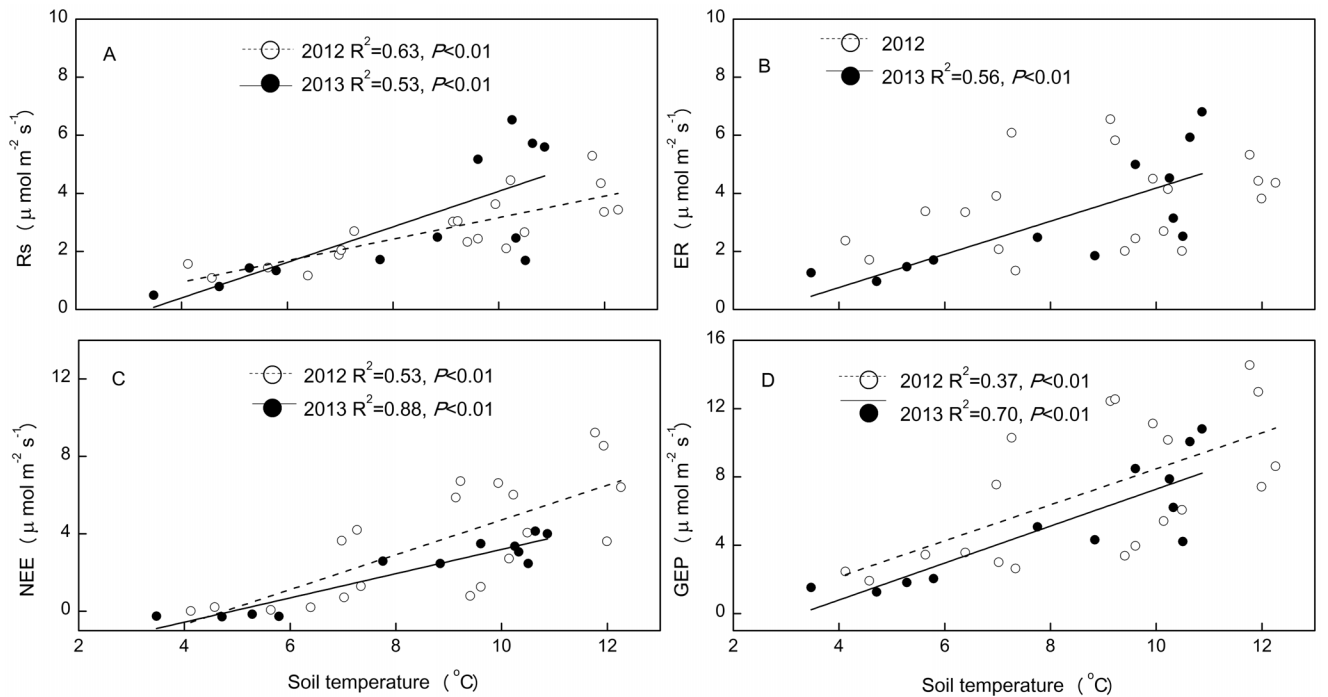 A
2012 R²=0.63, P<0.01
2013 R²=0.53, P<0.01
10
8
6
4
2
0
Rs ( μ mol m⁻² s⁻¹)
B
2012
2013 R²=0.56, P<0.01
10
8
6
4
2
0
ER ( μ mol m⁻² s⁻¹)
C
2012 R²=0.53, P<0.01
2013 R²=0.88, P<0.01
12
8
4
0
NEE ( μ mol m⁻² s⁻¹)
2 4 6 8 10 12
Soil temperature (°C)
D
2012 R²=0.37, P<0.01
2013 R²=0.70, P<0.01
16
12
8
4
0
GEP ( μ mol m⁻² s⁻¹)
2 4 6 8 10 12
Soil temperature (°C)